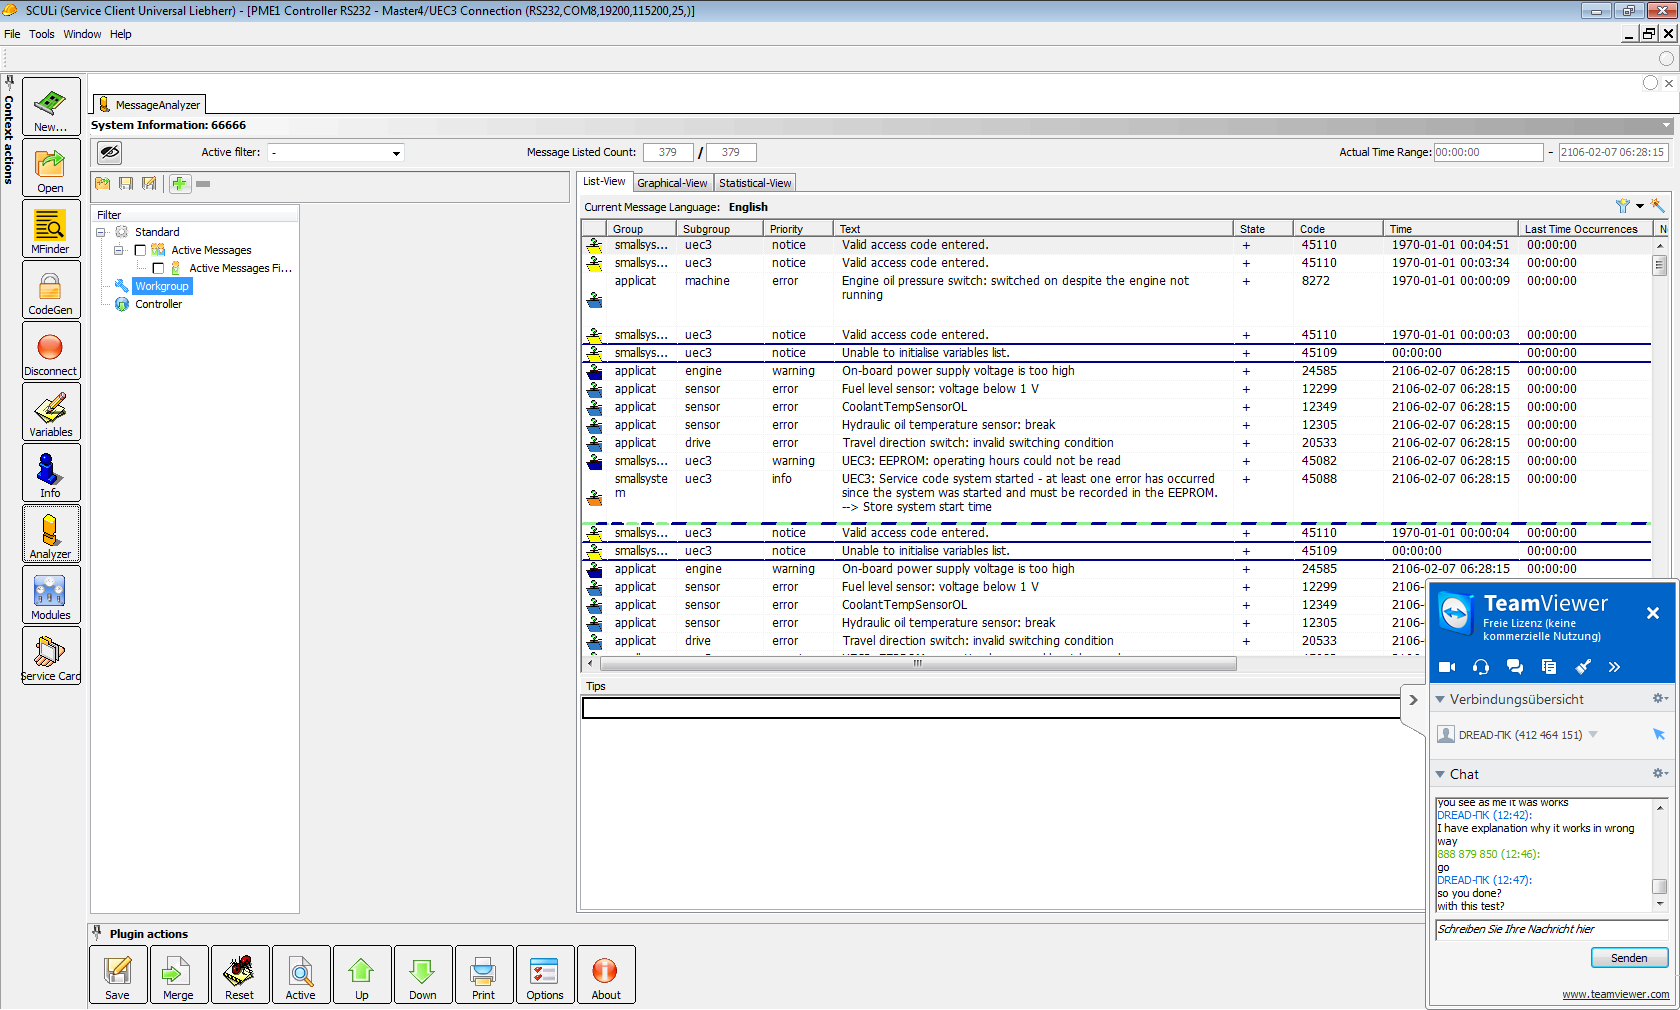 SCULi (Service Client Universal Liebherr) - [PME1 Controller RS232 - Master4/UEC3 Connection (RS232,COM8,19200,115200,25,)]
File Tools Window Help
Context actions
New...
Open
MFinder
CodeGen
Disconnect
Variables
Info
Analyzer
Modules
Service Card
MessageAnalyzer
System Information: 66666
Active filter: -
Message Listed Count: 379 / 379
Actual Time Range: 00:00:00 - 2106-02-07 06:28:15
Filter
Standard
Active Messages
Active Messages Fi...
Workgroup
Controller
List-View Graphical-View Statistical-View
Current Message Language: English
Group Subgroup Priority Text State Code Time Last Time Occurrences N
smallsys... uec3 notice Valid access code entered. + 45110 1970-01-01 00:04:51 00:00:00
smallsys... uec3 notice Valid access code entered. + 45110 1970-01-01 00:03:34 00:00:00
applicat machine error Engine oil pressure switch: switched on despite the engine not + 8272 1970-01-01 00:00:09 00:00:00
running
smallsys... uec3 notice Valid access code entered. + 45110 1970-01-01 00:00:03 00:00:00
smallsys... uec3 notice Unable to initialise variables list. + 45109 00:00:00 00:00:00
applicat engine warning On-board power supply voltage is too high + 24585 2106-02-07 06:28:15 00:00:00
applicat sensor error Fuel level sensor: voltage below 1 V + 12299 2106-02-07 06:28:15 00:00:00
applicat sensor error CoolantTempSensorOL + 12349 2106-02-07 06:28:15 00:00:00
applicat sensor error Hydraulic oil temperature sensor: break + 12305 2106-02-07 06:28:15 00:00:00
applicat drive error Travel direction switch: invalid switching condition + 20533 2106-02-07 06:28:15 00:00:00
smallsys... uec3 warning UEC3: EEPROM: operating hours could not be read + 45082 2106-02-07 06:28:15 00:00:00
smallsyste uec3 info UEC3: Service code system started - at least one error has occurred + 45088 2106-02-07 06:28:15 00:00:00
m since the system was started and must be recorded in the EEPROM.
--> Store system start time
smallsys... uec3 notice Valid access code entered. + 45110 1970-01-01 00:00:04 00:00:00
smallsys... uec3 notice Unable to initialise variables list. + 45109 00:00:00 00:00:00
applicat engine warning On-board power supply voltage is too high + 24585 2106-02-07 06:28:15 00:00:00
applicat sensor error Fuel level sensor: voltage below 1 V + 12299 2106-
applicat sensor error CoolantTempSensorOL + 12349 2106-
applicat sensor error Hydraulic oil temperature sensor: break + 12305 2106-
applicat drive error Travel direction switch: invalid switching condition + 20533 2106-
Tips
Plugin actions
Save Merge Reset Active Up Down Print Options About
TeamViewer
Freie Lizenz (keine
kommerzielle Nutzung)
Verbindungsübersicht
DREAD-ПК (412 464 151)
Chat
you see as me it was works
DREAD-ПК (12:42):
I have explanation why it works in wrong
way
888 879 850 (12:46):
go
DREAD-ПК (12:47):
so you done?
with this test?
Schreiben Sie Ihre Nachricht hier
Senden
www.teamviewer.com